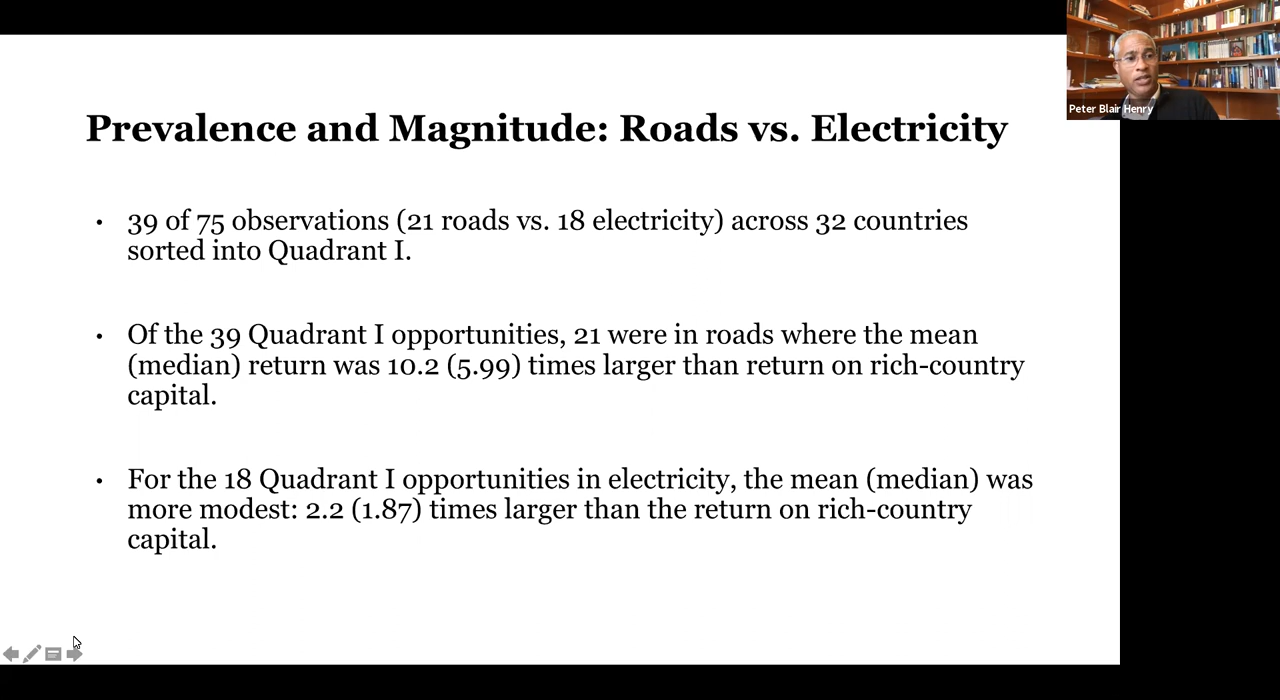 Prevalence and Magnitude: Roads vs. Electricity
• 39 of 75 observations (21 roads vs. 18 electricity) across 32 countries
sorted into Quadrant I.
• Of the 39 Quadrant I opportunities, 21 were in roads where the mean
(median) return was 10.2 (5.99) times larger than return on rich-country
capital.
• For the 18 Quadrant I opportunities in electricity, the mean (median) was
more modest: 2.2 (1.87) times larger than the return on rich-country
capital.
Peter Blair Henry